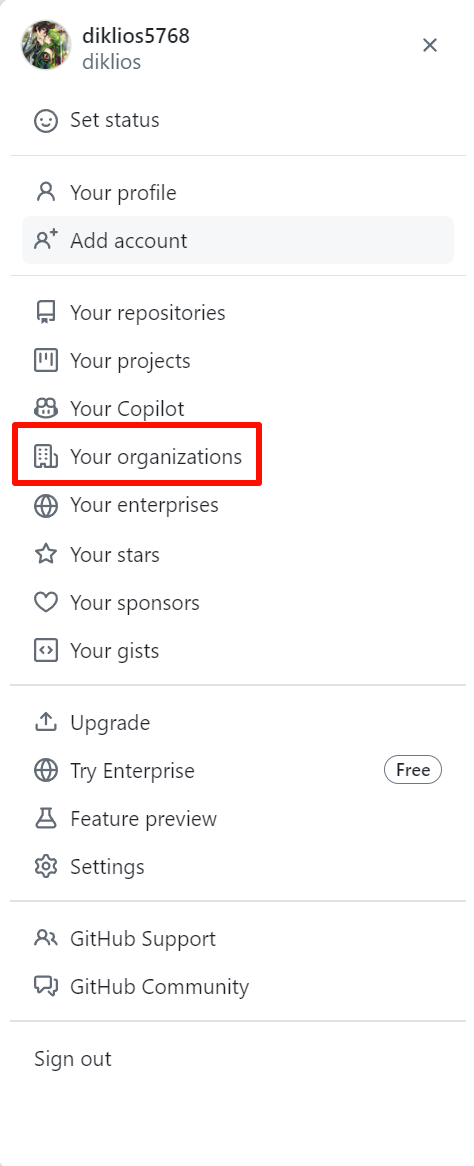 diklios5768
diklios
Set status
Your profile
Add account
Your repositories
Your projects
Your Copilot
Your organizations
Your enterprises
Your stars
Your sponsors
Your gists
Upgrade
Try Enterprise Free
Feature preview
Settings
GitHub Support
GitHub Community
Sign out